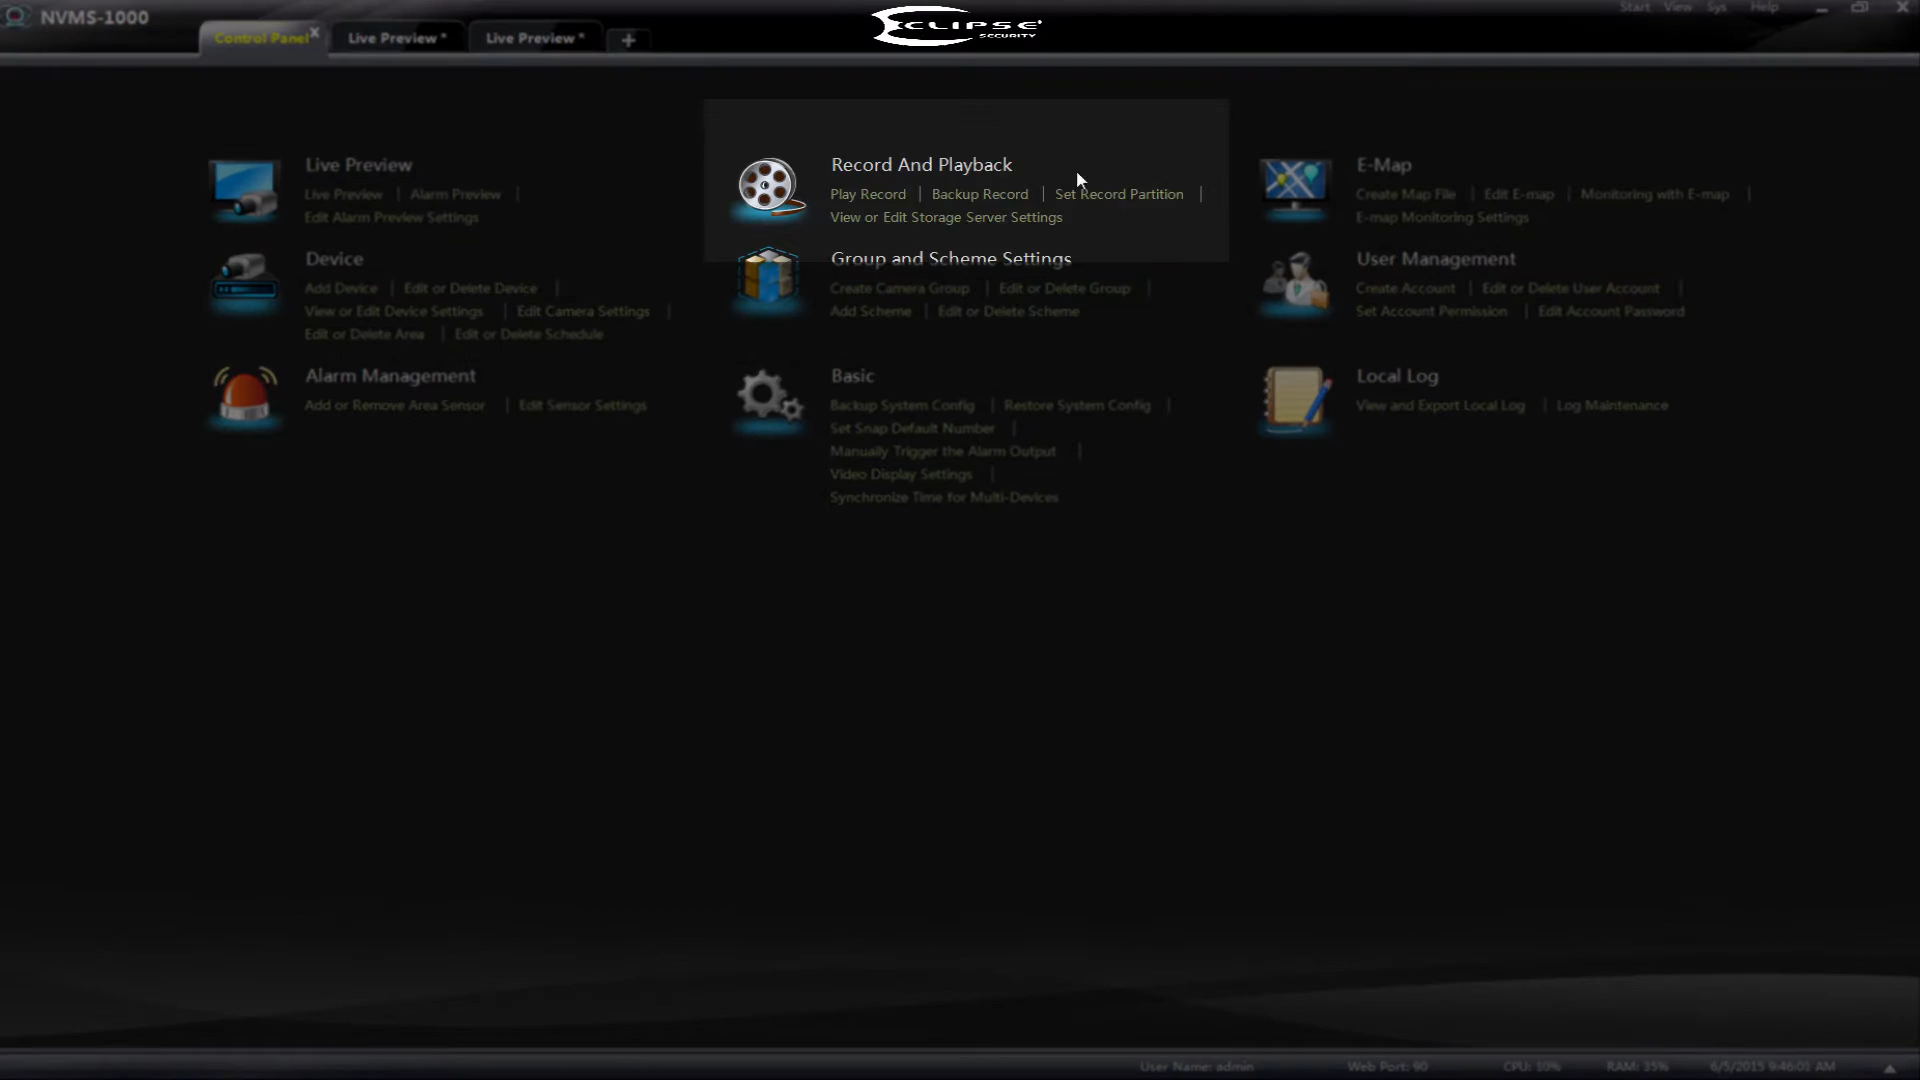 NVMS-1000
Control Panel
Live Preview*
Live Preview*
ECLIPSE
SECURITY
Start View Sys Help
Live Preview
Live Preview | Alarm Preview |
Edit Alarm Preview Settings
Record And Playback
Play Record | Backup Record | Set Record Partition |
View or Edit Storage Server Settings
E-Map
Create Map File | Edit E-map | Monitoring with E-map |
E-map Monitoring Settings
Device
Add Device | Edit or Delete Device |
View or Edit Device Settings | Edit Camera Settings |
Edit or Delete Area | Edit or Delete Schedule
Group and Scheme Settings
Create Camera Group | Edit or Delete Group |
Add Scheme | Edit or Delete Scheme
User Management
Create Account | Edit or Delete User Account |
Set Account Permission | Edit Account Password
Alarm Management
Add or Remove Area Sensor | Edit Sensor Settings
Basic
Backup System Config | Restore System Config |
Set Snap Default Number |
Manually Trigger the Alarm Output |
Video Display Settings |
Synchronize Time for Multi-Devices
Local Log
View and Export Local Log | Log Maintenance
User Name: admin Web Port: 90 CPU: 10% RAM: 35% 6/5/2015 9:46:01 AM